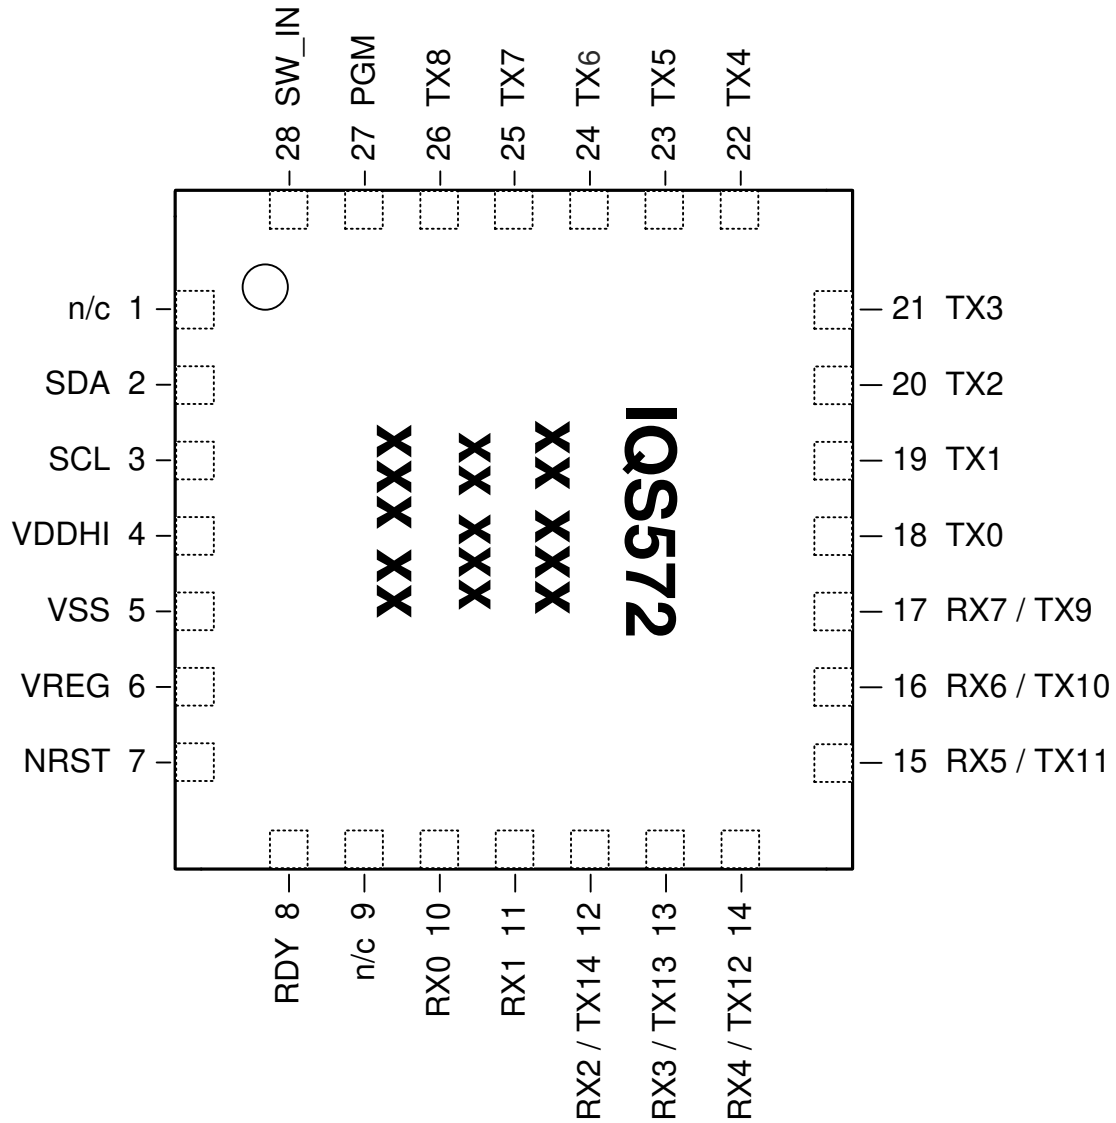 28 SW_IN
27 PGM
26 TX8
25 TX7
24 TX6
23 TX5
22 TX4
n/c 1
SDA 2
SCL 3
VDDHI 4
VSS 5
VREG 6
NRST 7
IQS572
xx xxx xx
xxx xx
xx xxx
21 TX3
20 TX2
19 TX1
18 TX0
17 RX7 / TX9
16 RX6 / TX10
15 RX5 / TX11
RDY 8
n/c 9
RX0 10
RX1 11
RX2 / TX14 12
RX3 / TX13 13
RX4 / TX12 14